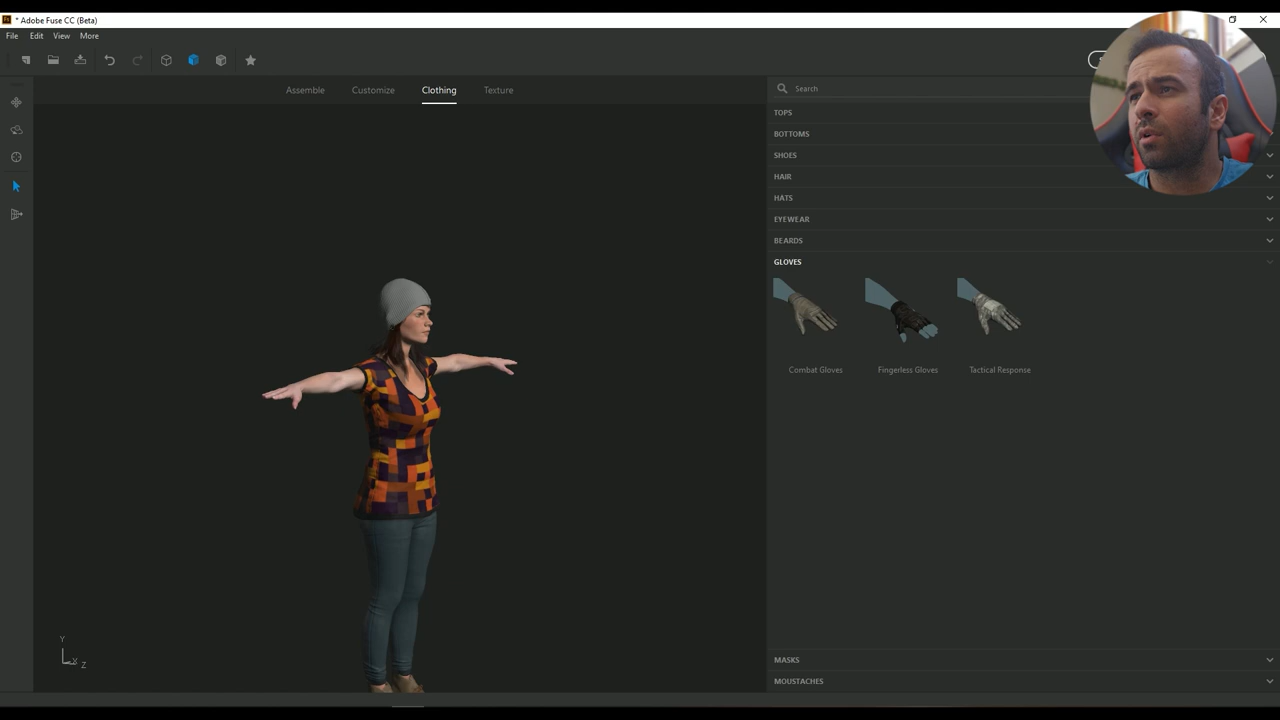 * Adobe Fuse CC (Beta)
File Edit View More
Assemble Customize Clothing Texture
Search
TOPS
BOTTOMS
SHOES
HAIR
HATS
EYEWEAR
BEARDS
GLOVES
Combat Gloves Fingerless Gloves Tactical Response
Y
X
Z
MASKS
MOUSTACHES